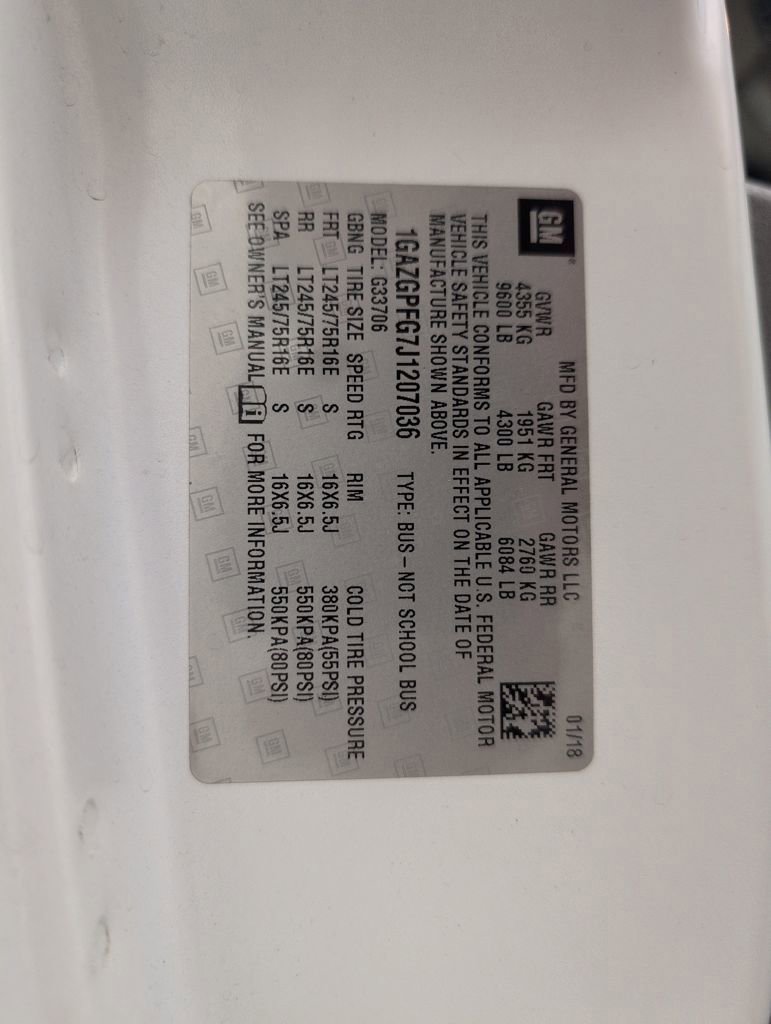 GM®
MFD BY GENERAL MOTORS LLC 01/18
GVWR GAWR FRT GAWR RR
4355 KG 1951 KG 2760 KG
9600 LB 4300 LB 6084 LB
THIS VEHICLE CONFORMS TO ALL APPLICABLE U.S. FEDERAL MOTOR
VEHICLE SAFETY STANDARDS IN EFFECT ON THE DATE OF
MANUFACTURE SHOWN ABOVE.
1GAZGPFG7J1207036 TYPE: BUS – NOT SCHOOL BUS
MODEL: G33706
GBNG TIRE SIZE SPEED RTG RIM COLD TIRE PRESSURE
FRT LT245/75R16E S 16X6.5J 380KPA(55PSI)
RR LT245/75R16E S 16X6.5J 550KPA(80PSI)
SPA LT245/75R16E S 16X6.5J 550KPA(80PSI)
SEE OWNER'S MANUAL i FOR MORE INFORMATION.